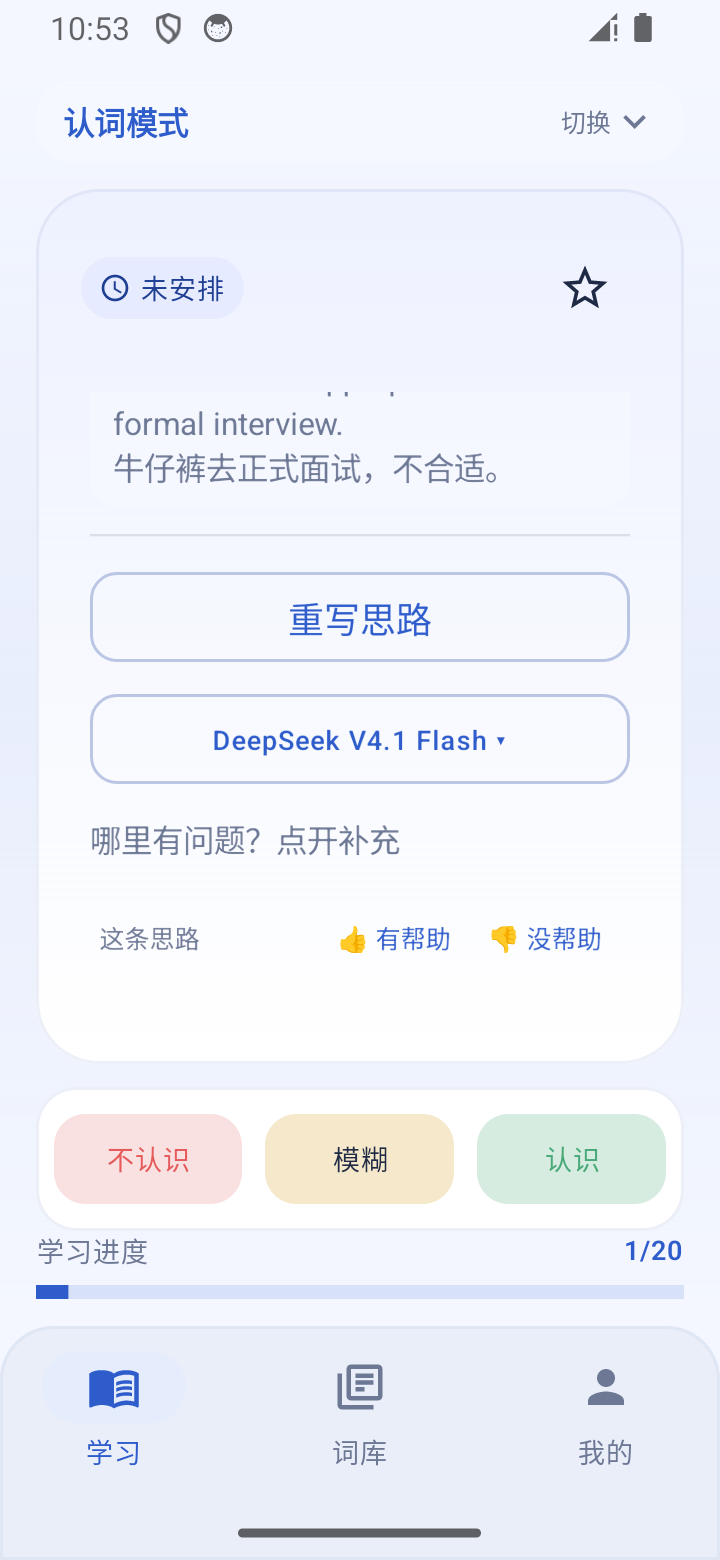 10:53
认词模式
切换
未安排
formal interview.
牛仔裤去正式面试，不合适。
重写思路
DeepSeek V4.1 Flash ▾
哪里有问题？点开补充
这条思路
👍 有帮助
👎 没帮助
不认识
模糊
认识
学习进度
1/20
学习
词库
我的